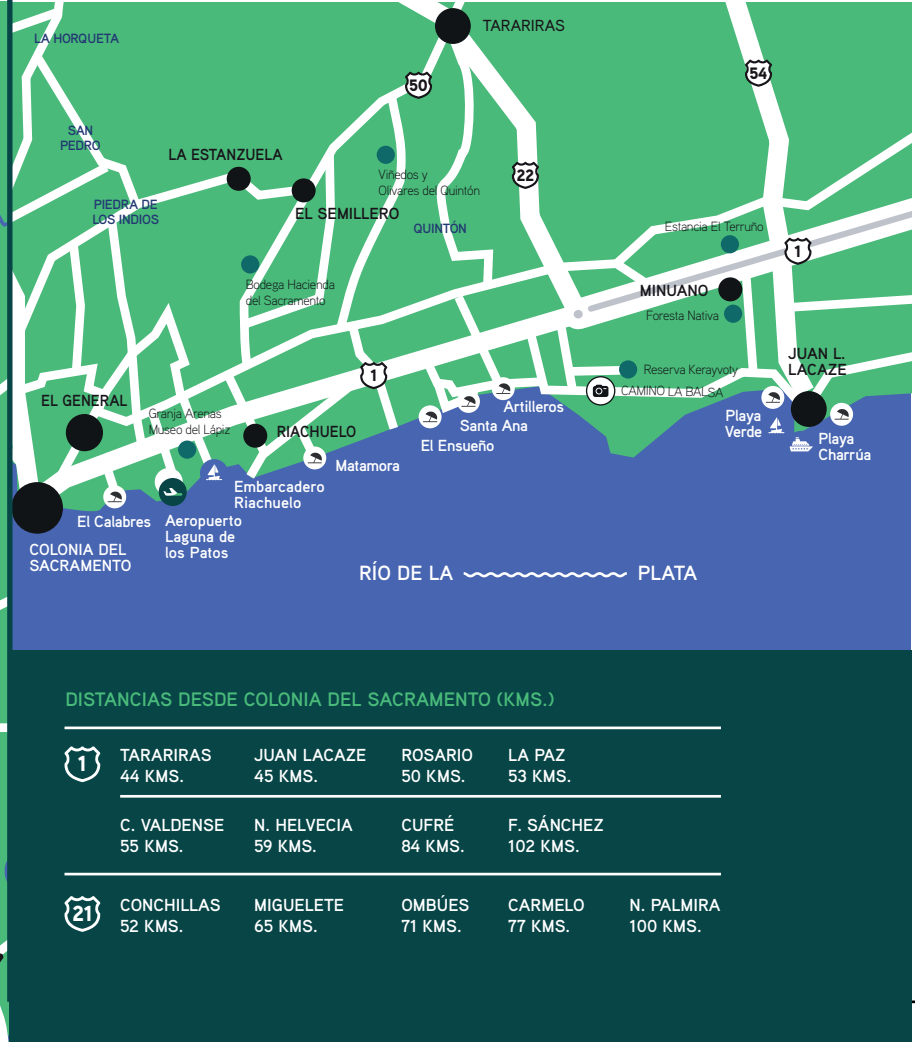 TARARIRAS
LA HORQUETA
54
50
SAN
PEDRO
LA ESTANZUELA
22
Viñedos y
Olivares del Quintón
PIEDRA DE
LOS INDIOS
EL SEMILLERO
QUINTÓN
Estancia El Terruño
1
Bodega Hacienda
del Sacramento
MINUANO
Foresta Nativa
JUAN L.
LACAZE
1
Reserva Kerayvoty
CAMINO LA BALSA
EL GENERAL
Artilleros
Granja Arenas
Museo del Lápiz
Playa
Verde
Santa Ana
RIACHUELO
El Ensueño
Playa
Charrúa
Matamora
Embarcadero
Riachuelo
El Calabres
Aeropuerto
Laguna de
los Patos
COLONIA DEL
SACRAMENTO
RÍO DE LA PLATA
DISTANCIAS DESDE COLONIA DEL SACRAMENTO (KMS.)
1
TARARIRAS JUAN LACAZE ROSARIO LA PAZ
44 KMS. 45 KMS. 50 KMS. 53 KMS.
C. VALDENSE N. HELVECIA CUFRÉ F. SÁNCHEZ
55 KMS. 59 KMS. 84 KMS. 102 KMS.
21
CONCHILLAS MIGUELETE OMBÚES CARMELO N. PALMIRA
52 KMS. 65 KMS. 71 KMS. 77 KMS. 100 KMS.